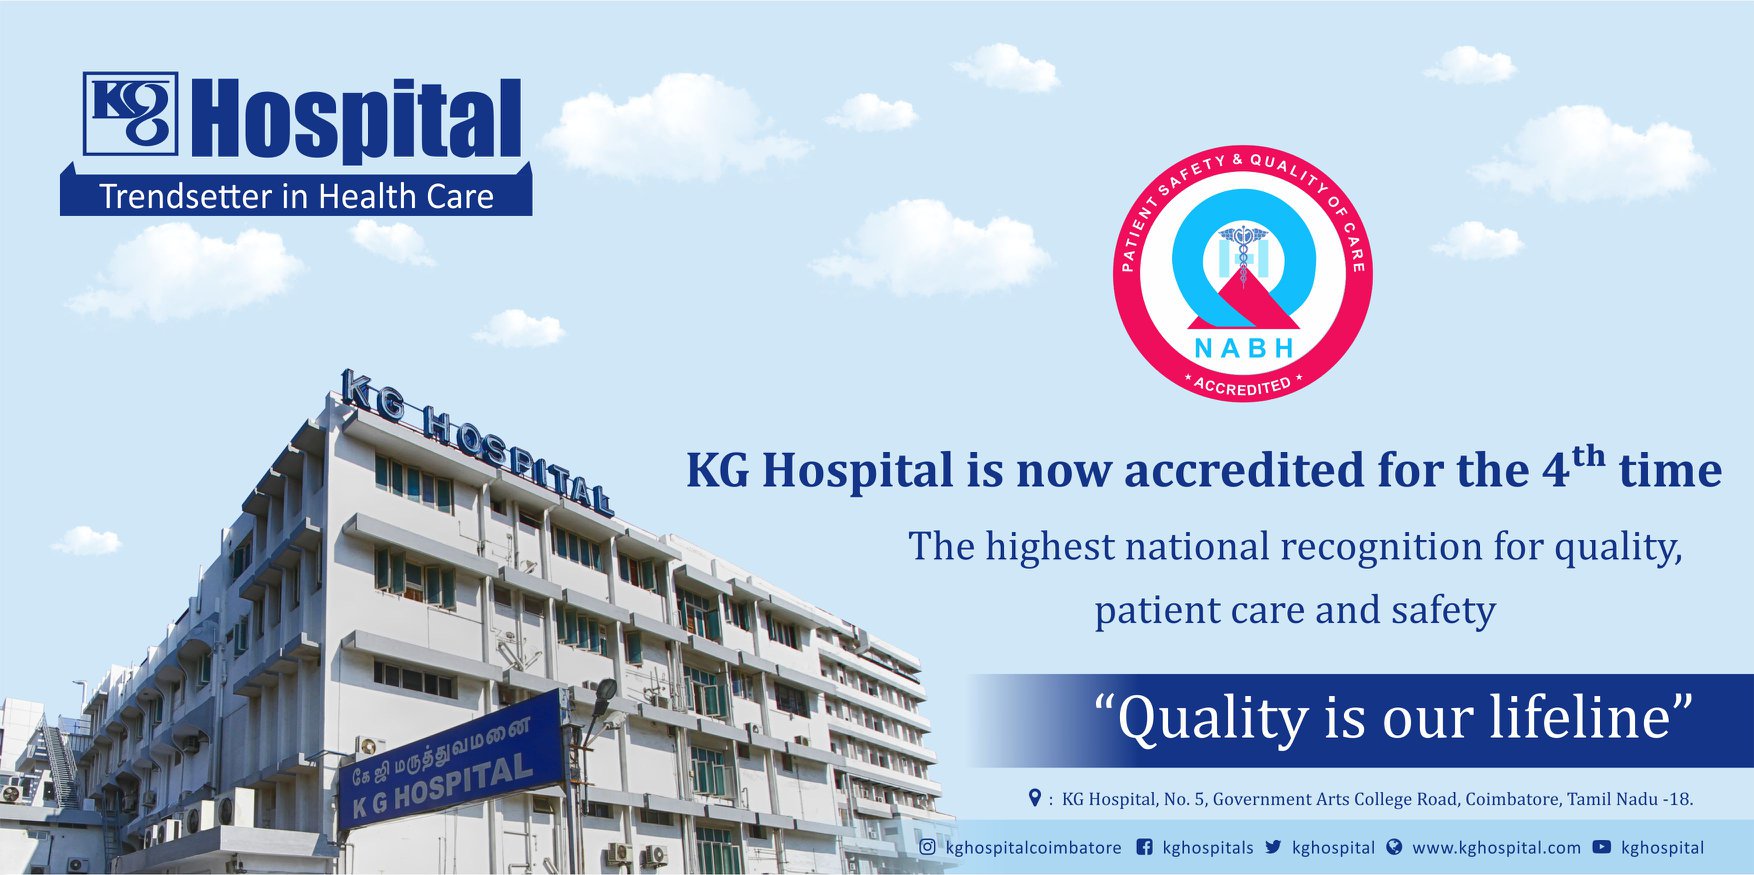 KG Hospital
Trendsetter in Health Care
PATIENT SAFETY & QUALITY OF CARE
NABH
* ACCREDITED *
KG HOSPITAL
KG Hospital is now accredited for the 4th time
The highest national recognition for quality,
patient care and safety
“Quality is our lifeline”
கே ஜி மருத்துவமனை
K G HOSPITAL
: KG Hospital, No. 5, Government Arts College Road, Coimbatore, Tamil Nadu -18.
kghospitalcoimbatore kghospitals kghospital www.kghospital.com kghospital